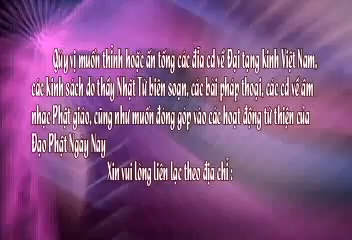 Qúy vị muốn thỉnh hoặc ấn tống các đĩa cd về Đại tạng kinh Việt Nam,
các kinh sách do thầy Nhật Từ biên soạn, các bài pháp thoại, các cd về âm
nhạc Phật giáo, cũng như muốn đóng góp vào các hoạt động từ thiện của
Đạo Phật Ngày Nay
Xin vui lòng liên lạc theo địa chỉ :